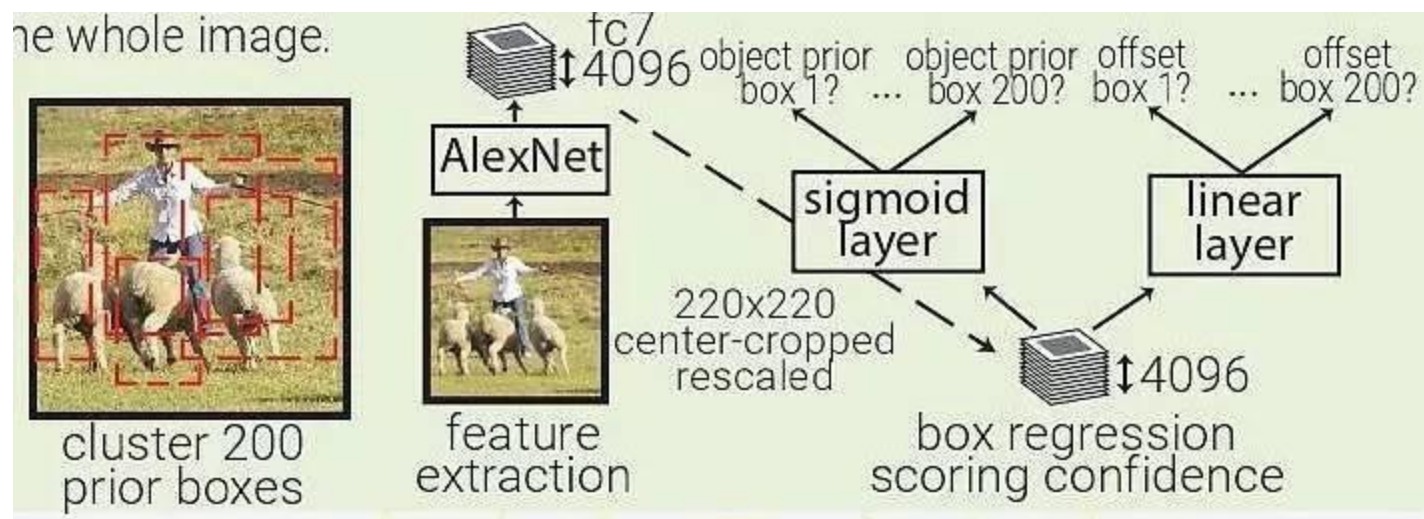 he whole image.
cluster 200
prior boxes
fc7
4096
AlexNet
feature
extraction
220x220
center-cropped
rescaled
object prior
box 1?
...
object prior
box 200?
offset
box 1?
...
offset
box 200?
sigmoid
layer
linear
layer
4096
box regression
scoring confidence